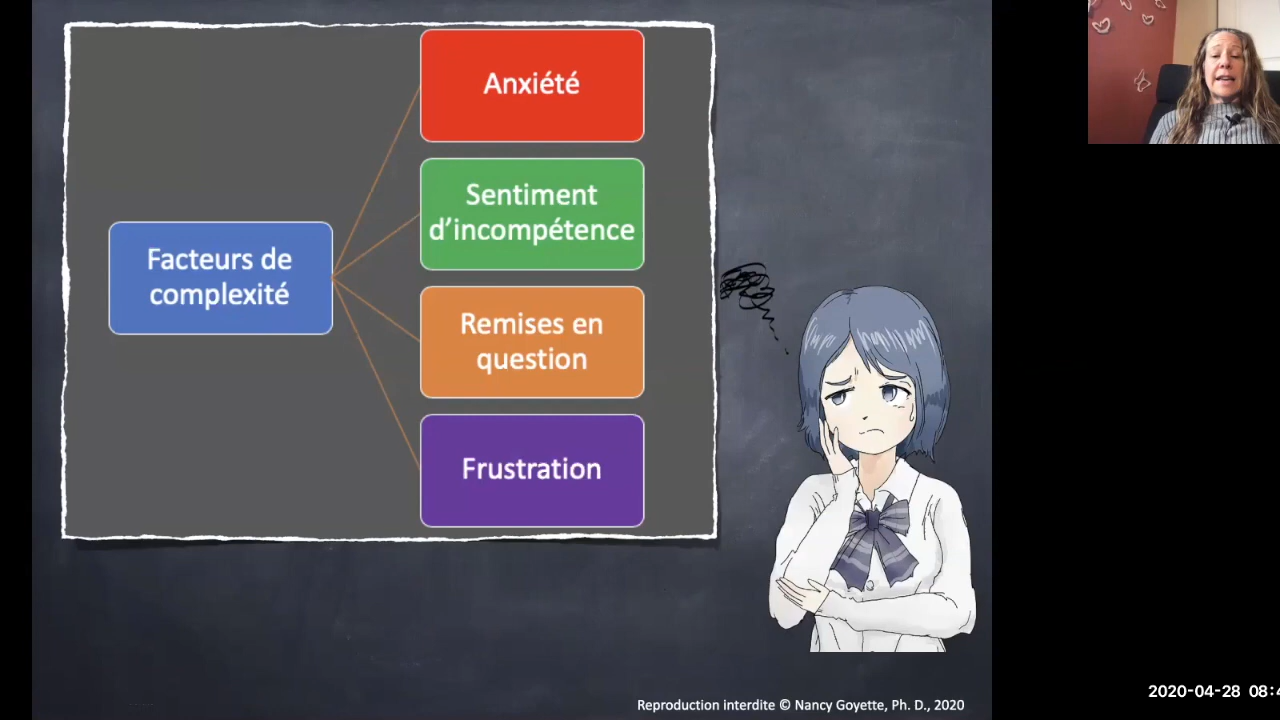 Anxiété
Sentiment
d’incompétence
Facteurs de
complexité
Remises en
question
Frustration
Reproduction interdite © Nancy Goyette, Ph. D., 2020
2020-04-28 08:4